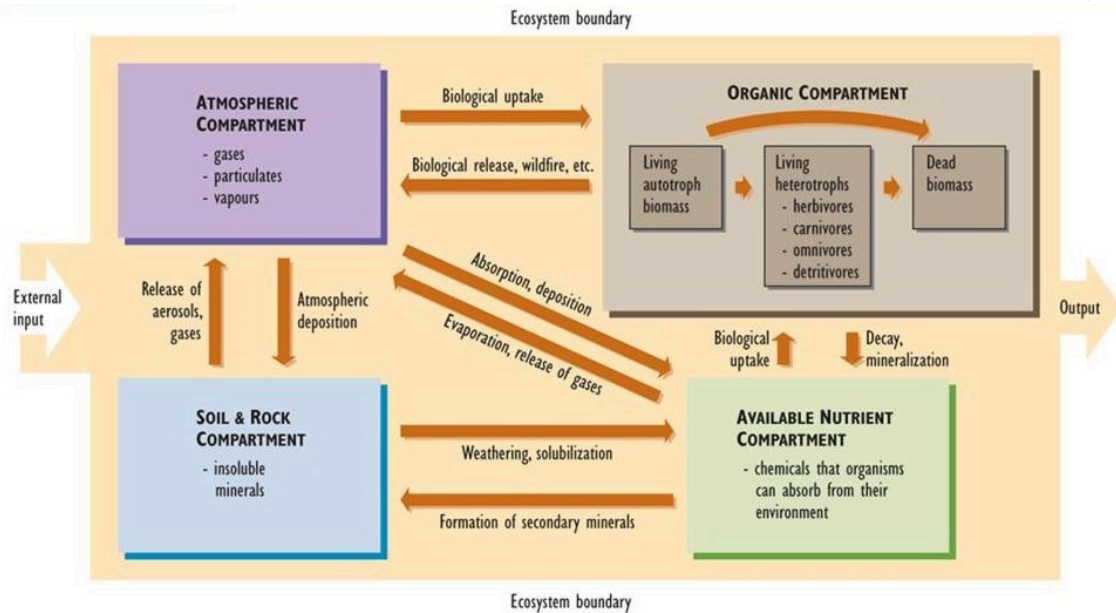 Ecosystem boundary
ATMOSPHERIC
COMPARTMENT
- gases
- particulates
- vapours
Biological uptake
Biological release, wildfire, etc.
ORGANIC COMPARTMENT
Living
autotroph
biomass
Living
heterotrophs
- herbivores
- carnivores
- omnivores
- detritivores
Dead
biomass
External
input
Release of
aerosols,
gases
Atmospheric
deposition
Absorption, deposition
Evaporation, release of gases
Biological
uptake
Decay,
mineralization
Output
SOIL & ROCK
COMPARTMENT
- insoluble
minerals
Weathering, solubilization
Formation of secondary minerals
AVAILABLE NUTRIENT
COMPARTMENT
- chemicals that organisms
can absorb from their
environment
Ecosystem boundary